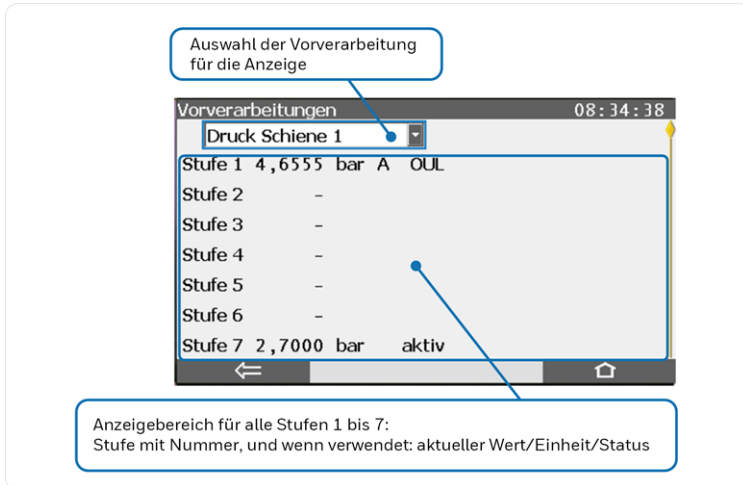 Auswahl der Vorverarbeitung
für die Anzeige
Vorverarbeitungen 08:34:38
Druck Schiene 1
Stufe 1 4,6555 bar A OUL
Stufe 2 –
Stufe 3 –
Stufe 4 –
Stufe 5 –
Stufe 6 –
Stufe 7 2,7000 bar aktiv
Anzeigebereich für alle Stufen 1 bis 7:
Stufe mit Nummer, und wenn verwendet: aktueller Wert/Einheit/Status